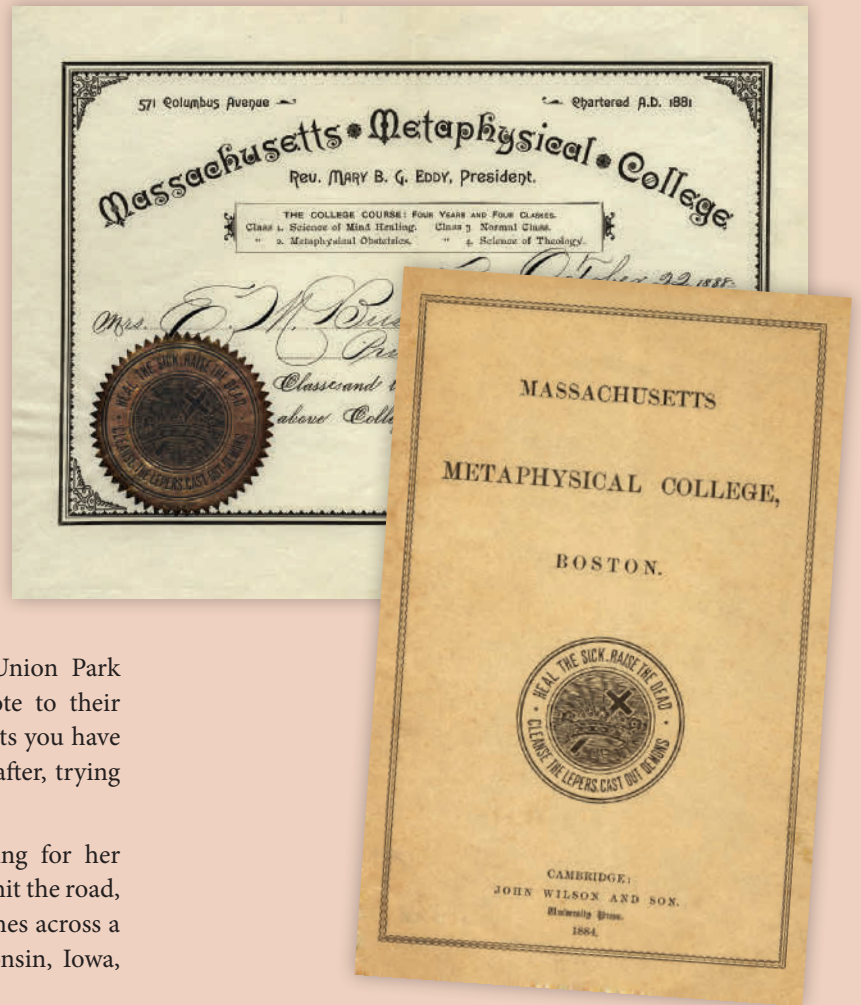 571 Columbus Avenue
Chartered A.D. 1881
Massachusetts • Metaphysical • College
Rev. MARY B. G. EDDY, President.
THE COLLEGE COURSE: FOUR YEARS AND FOUR CLASSES.
Class 1. Science of Mind Healing. Class 3. Normal Class.
" 2. Metaphysical Obstetrics. " 4. Science of Theology.
October 22 1888
Mrs. E. M.
Classes and
above
HEAL THE SICK. RAISE THE DEAD
CLEANSE THE LEPERS. CAST OUT DEMONS
MASSACHUSETTS
METAPHYSICAL COLLEGE,
BOSTON.
HEAL THE SICK. RAISE THE DEAD
CLEANSE THE LEPERS. CAST OUT DEMONS
CAMBRIDGE:
JOHN WILSON AND SON.
University Press.
1884.
Union Park
ote to their
ts you have
after, trying
ng for her
hit the road,
nes across a
nsin, Iowa,